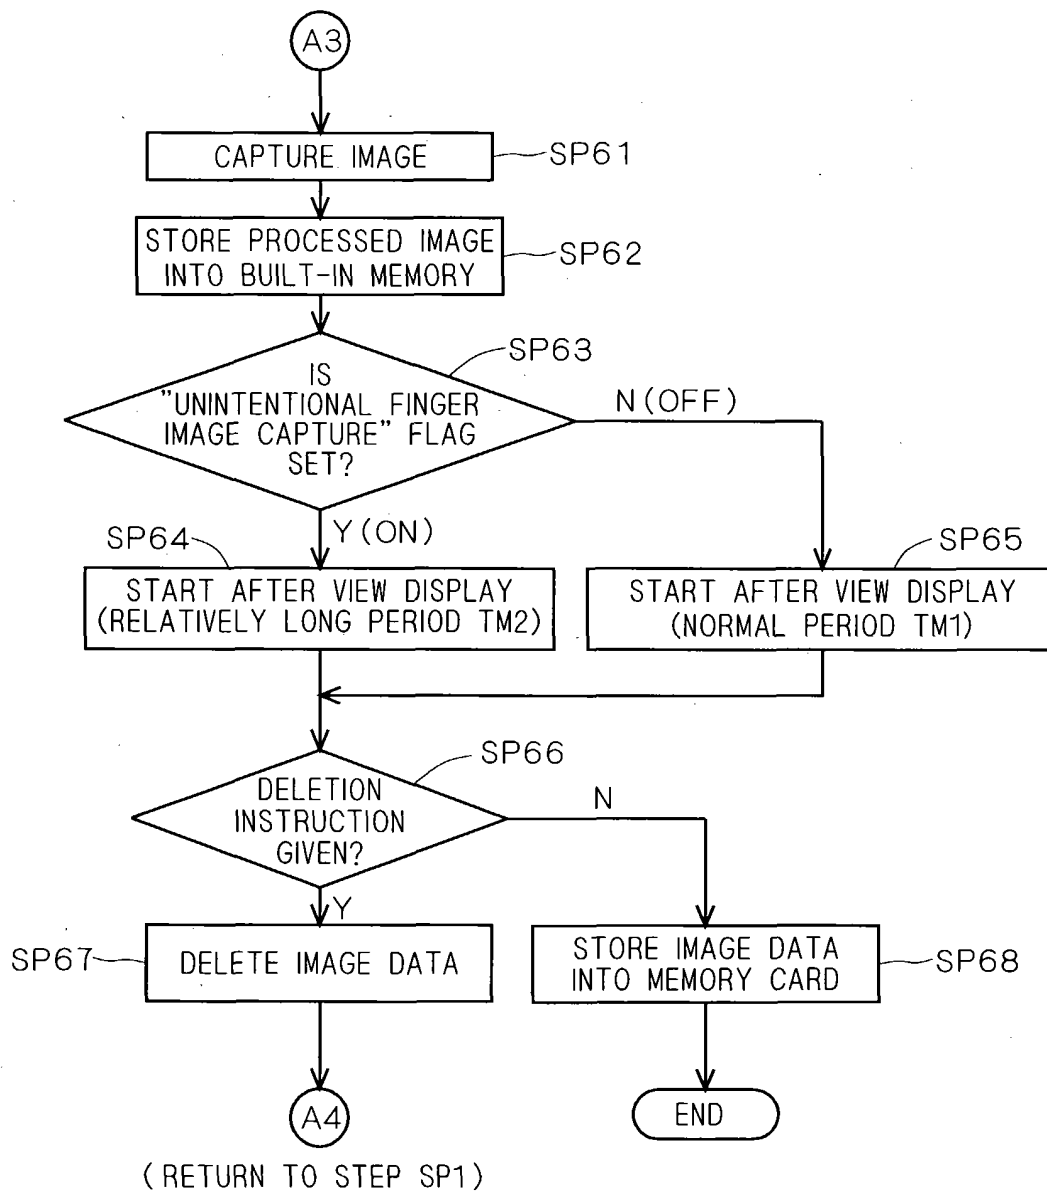 A3
CAPTURE IMAGE
SP61
STORE PROCESSED IMAGE
INTO BUILT-IN MEMORY
SP62
SP63
IS
"UNINTENTIONAL FINGER
IMAGE CAPTURE" FLAG
SET?
N(OFF)
Y(ON)
SP64
START AFTER VIEW DISPLAY
(RELATIVELY LONG PERIOD TM2)
SP65
START AFTER VIEW DISPLAY
(NORMAL PERIOD TM1)
SP66
DELETION
INSTRUCTION
GIVEN?
N
Y
SP67
DELETE IMAGE DATA
STORE IMAGE DATA
INTO MEMORY CARD
SP68
A4
END
(RETURN TO STEP SP1)